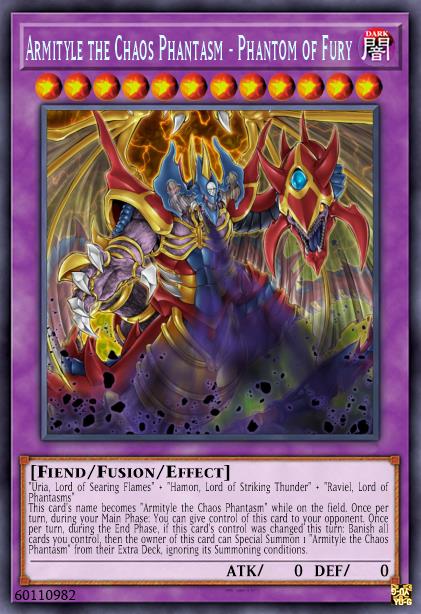 ARMITYLE THE CHAOS PHANTASM - PHANTOM OF FURY
DARK
闇
[FIEND/FUSION/EFFECT]
"Uria, Lord of Searing Flames" + "Hamon, Lord of Striking Thunder" + "Raviel, Lord of
Phantasms"
This card's name becomes "Armityle the Chaos Phantasm" while on the field. Once per
turn, during your Main Phase: You can give control of this card to your opponent. Once
per turn, during the End Phase, if this card's control was changed this turn: Banish all
cards you control, then the owner of this card can Special Summon 1 "Armityle the Chaos
Phantasm" from their Extra Deck, ignoring its Summoning conditions.
ATK/ 0 DEF/ 0
60110982